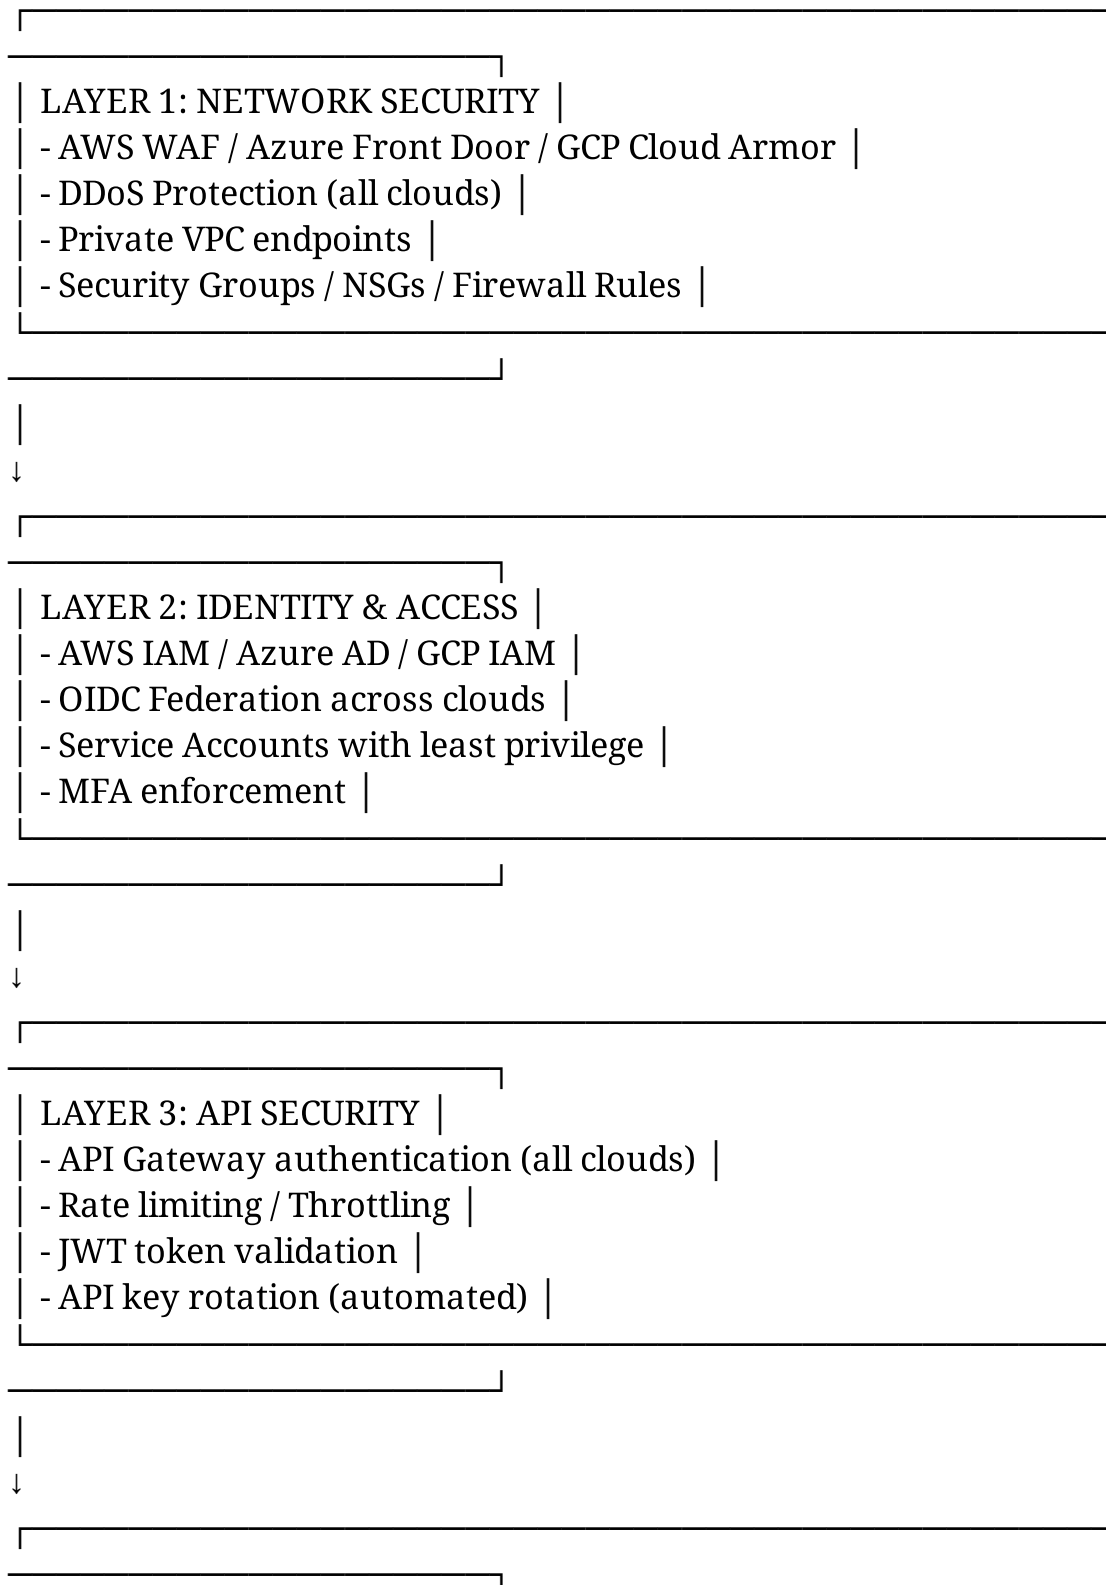 ┌─────────────────────────────────────────────
────────────────────┐
│ LAYER 1: NETWORK SECURITY │
│ - AWS WAF / Azure Front Door / GCP Cloud Armor │
│ - DDoS Protection (all clouds) │
│ - Private VPC endpoints │
│ - Security Groups / NSGs / Firewall Rules │
└─────────────────────────────────────────────
────────────────────┘
│
↓
┌─────────────────────────────────────────────
────────────────────┐
│ LAYER 2: IDENTITY & ACCESS │
│ - AWS IAM / Azure AD / GCP IAM │
│ - OIDC Federation across clouds │
│ - Service Accounts with least privilege │
│ - MFA enforcement │
└─────────────────────────────────────────────
────────────────────┘
│
↓
┌─────────────────────────────────────────────
────────────────────┐
│ LAYER 3: API SECURITY │
│ - API Gateway authentication (all clouds) │
│ - Rate limiting / Throttling │
│ - JWT token validation │
│ - API key rotation (automated) │
└─────────────────────────────────────────────
────────────────────┘
│
↓
┌─────────────────────────────────────────────
────────────────────┐